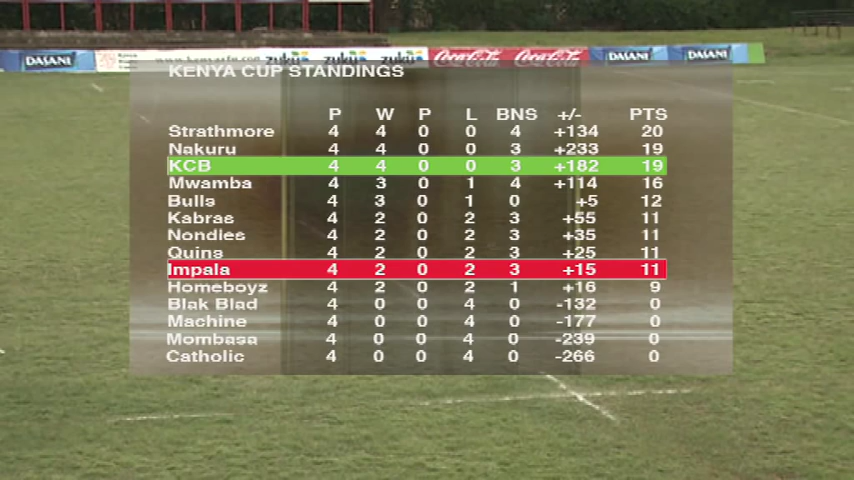 DASANI www.kenyarfu.com zuku zuku zuku Coca-Cola Coca-Cola DASANI DASANI
KENYA CUP STANDINGS
P W P L BNS +/- PTS
Strathmore 4 4 0 0 4 +134 20
Nakuru 4 4 0 0 3 +233 19
KCB 4 4 0 0 3 +182 19
Mwamba 4 3 0 1 4 +114 16
Bulls 4 3 0 1 0 +5 12
Kabras 4 2 0 2 3 +55 11
Nondies 4 2 0 2 3 +35 11
Quins 4 2 0 2 3 +25 11
Impala 4 2 0 2 3 +15 11
Homeboyz 4 2 0 2 1 +16 9
Blak Blad 4 0 0 4 0 -132 0
Machine 4 0 0 4 0 -177 0
Mombasa 4 0 0 4 0 -239 0
Catholic 4 0 0 4 0 -266 0